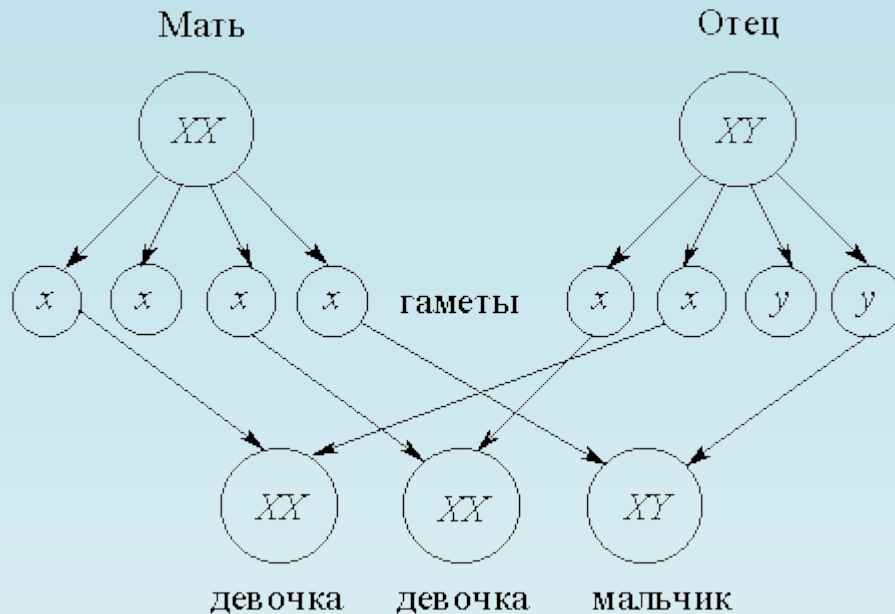 Мать Отец
XX XY
x x x x гаметы x x y y
XX XX XY
девочка девочка мальчик